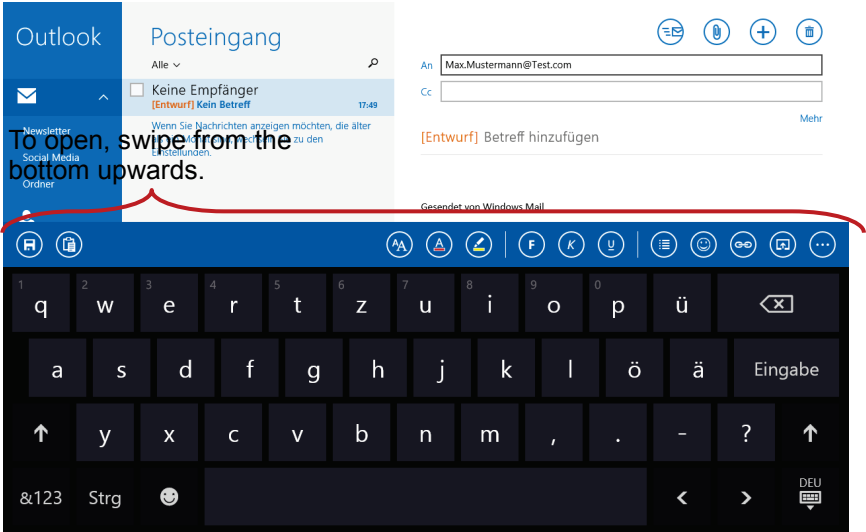 Outlook
Posteingang
Alle
An Max.Mustermann@Test.com
Cc
Mehr
Keine Empfänger
[Entwurf] Kein Betreff 17:49
Wenn Sie Nachrichten anzeigen möchten, die älter
Einstellungen.
[Entwurf] Betreff hinzufügen
Newsletter
Social Media
Ordner
To open, swipe from the
bottom upwards.
Gesendet von Windows Mail
A A A
F K U
1 2 3 4 5 6 7 8 9 0
q w e r t z u i o p ü
a s d f g h j k l ö ä Eingabe
y x c v b n m , . - ?
&123 Strg < > DEU